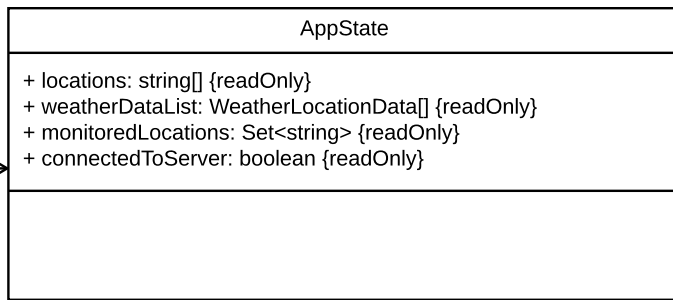 AppState
+ locations: string[] {readOnly}
+ weatherDataList: WeatherLocationData[] {readOnly}
+ monitoredLocations: Set<string> {readOnly}
+ connectedToServer: boolean {readOnly}